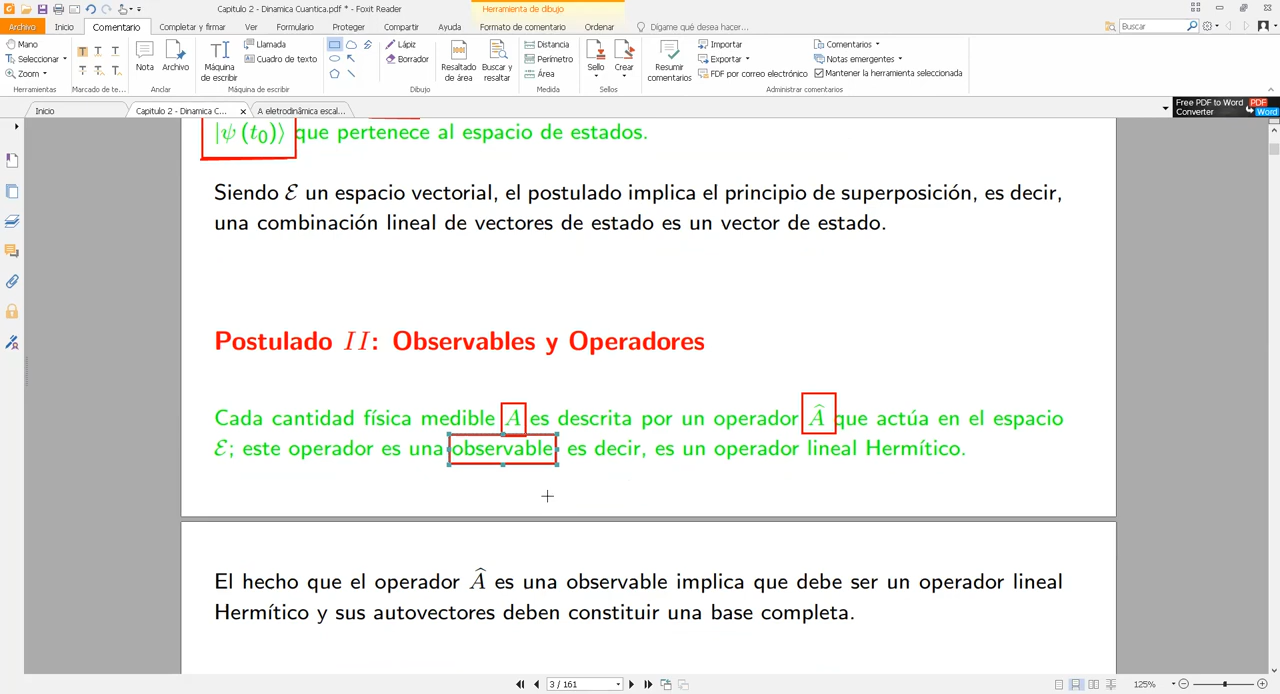 Capitulo 2 - Dinamica Cuantica.pdf * - Foxit Reader
Herramienta de dibujo
Archivo Inicio Comentario Completar y firmar Ver Formulario Proteger Compartir Ayuda Formato de comentario Ordenar Dígame qué desea hacer... Buscar
Mano
Seleccionar
Zoom
Herramientas
T T T
T T T
Marcado de te...
Nota
Archivo
Anclar
Máquina de escribir
Llamada
Cuadro de texto
Máquina de escribir
Lápiz
Borrador
Dibujo
Resaltado de área
Buscar y resaltar
Distancia
Perímetro
Área
Medida
Sello
Crear
Sellos
Resumir comentarios
Importar
Exportar
FDF por correo electrónico
Comentarios
Notas emergentes
Mantener la herramienta seleccionada
Administrar comentarios
Inicio
Capitulo 2 - Dinamica C...
A eletrodinâmica escal...
Free PDF to Word Converter
PDF Word
|ψ (t₀)⟩ que pertenece al espacio de estados.
Siendo ℰ un espacio vectorial, el postulado implica el principio de superposición, es decir,
una combinación lineal de vectores de estado es un vector de estado.
Postulado II: Observables y Operadores
Cada cantidad física medible A es descrita por un operador Â que actúa en el espacio
ℰ; este operador es una observable es decir, es un operador lineal Hermítico.
El hecho que el operador Â es una observable implica que debe ser un operador lineal
Hermítico y sus autovectores deben constituir una base completa.
3 / 161
125%